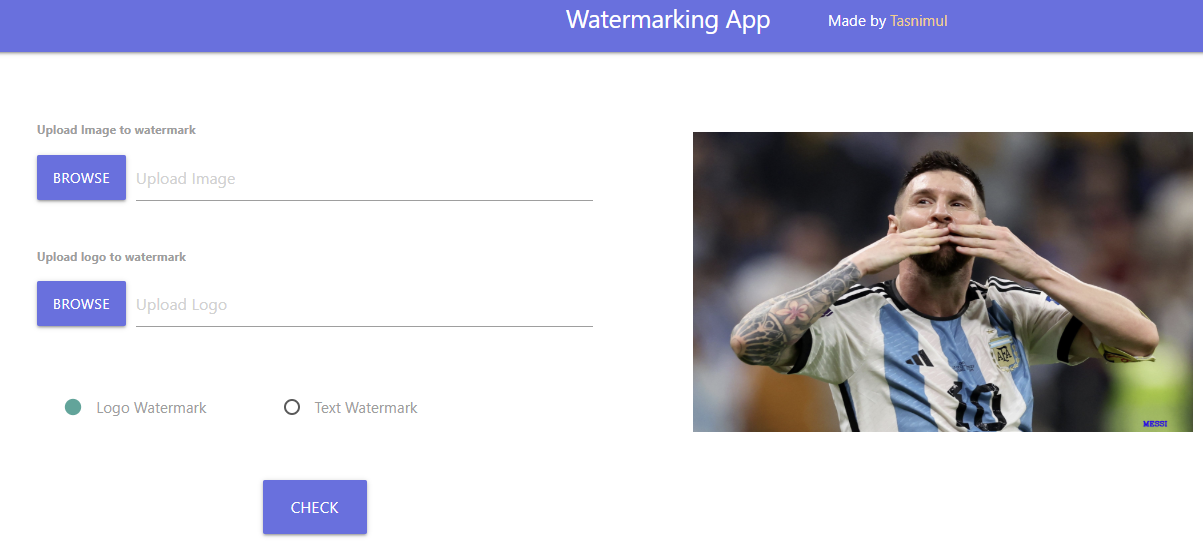 Watermarking App
Made by Tasnimul
Upload Image to watermark
BROWSE Upload Image
Upload logo to watermark
BROWSE Upload Logo
Logo Watermark
Text Watermark
CHECK
AFA
10
MESSI